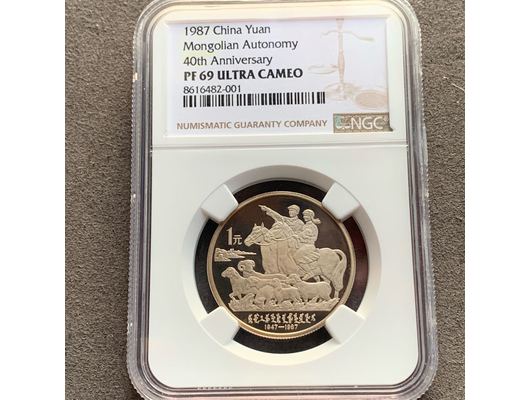 1987 China Yuan
Mongolian Autonomy
40th Anniversary
PF 69 ULTRA CAMEO
8616482-001
NUMISMATIC GUARANTY COMPANY
NGC
1元
1947—1987